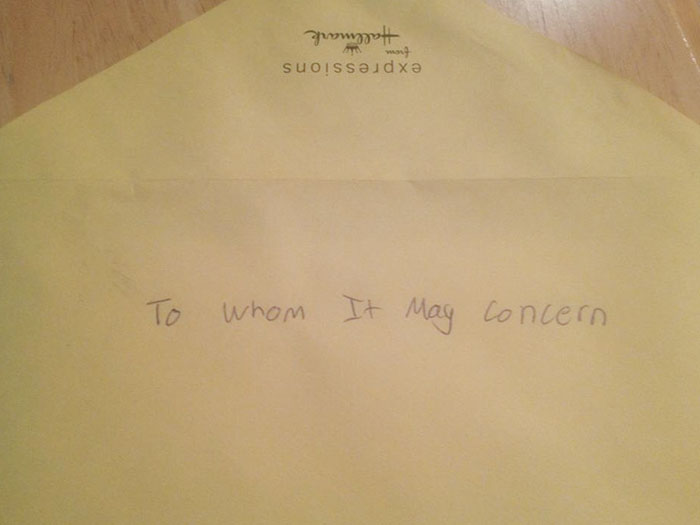 expressions
from
Hallmark
To whom It May concern